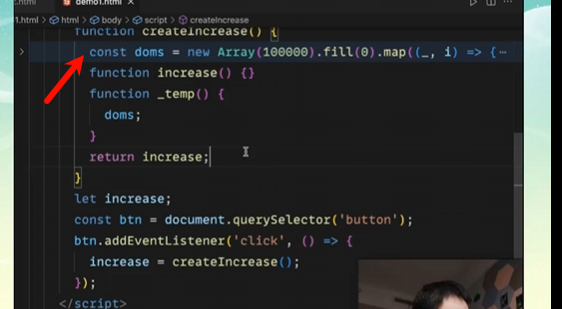 .html demo1.html ×
1.html > html > body > script > createIncrease
function createIncrease() {
const doms = new Array(100000).fill(0).map((_, i) => {⋯
function increase() {}
function _temp() {
doms;
}
return increase;
}
let increase;
const btn = document.querySelector('button');
btn.addEventListener('click', () => {
increase = createIncrease();
});
</script>